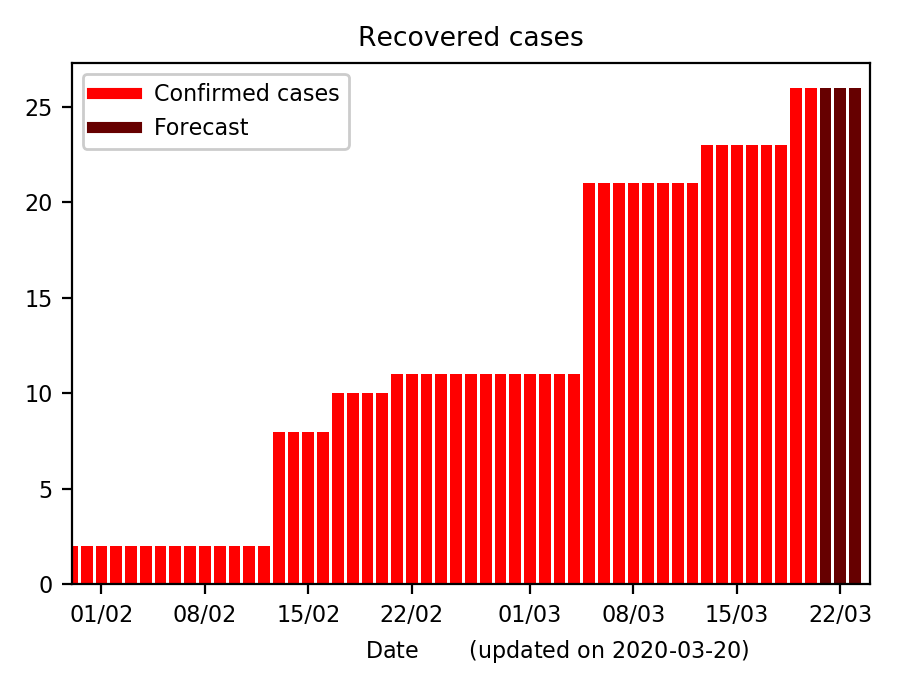 Recovered cases
Confirmed cases
Forecast
25
20
15
10
5
0
01/02 08/02 15/02 22/02 01/03 08/03 15/03 22/03
Date (updated on 2020-03-20)